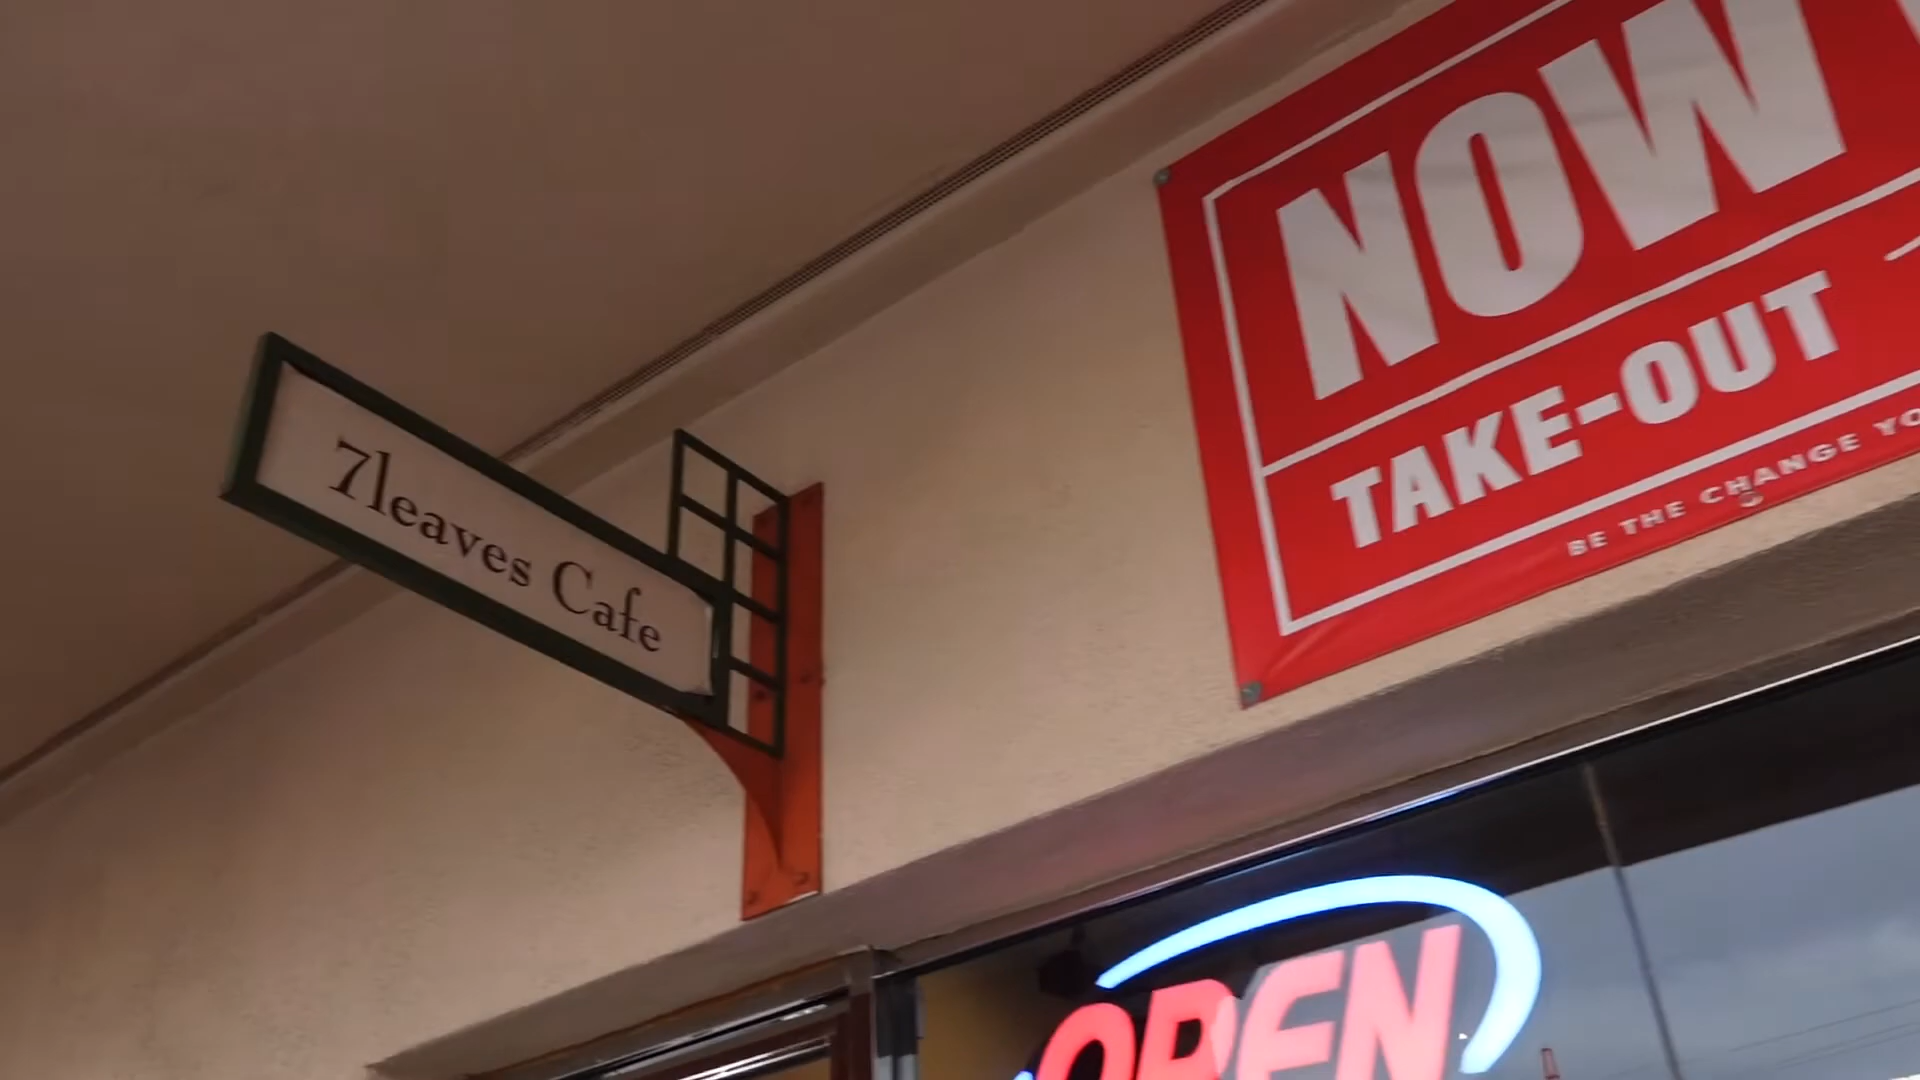 7leaves Cafe
NOW
TAKE-OUT
BE THE CHANGE
OPEN